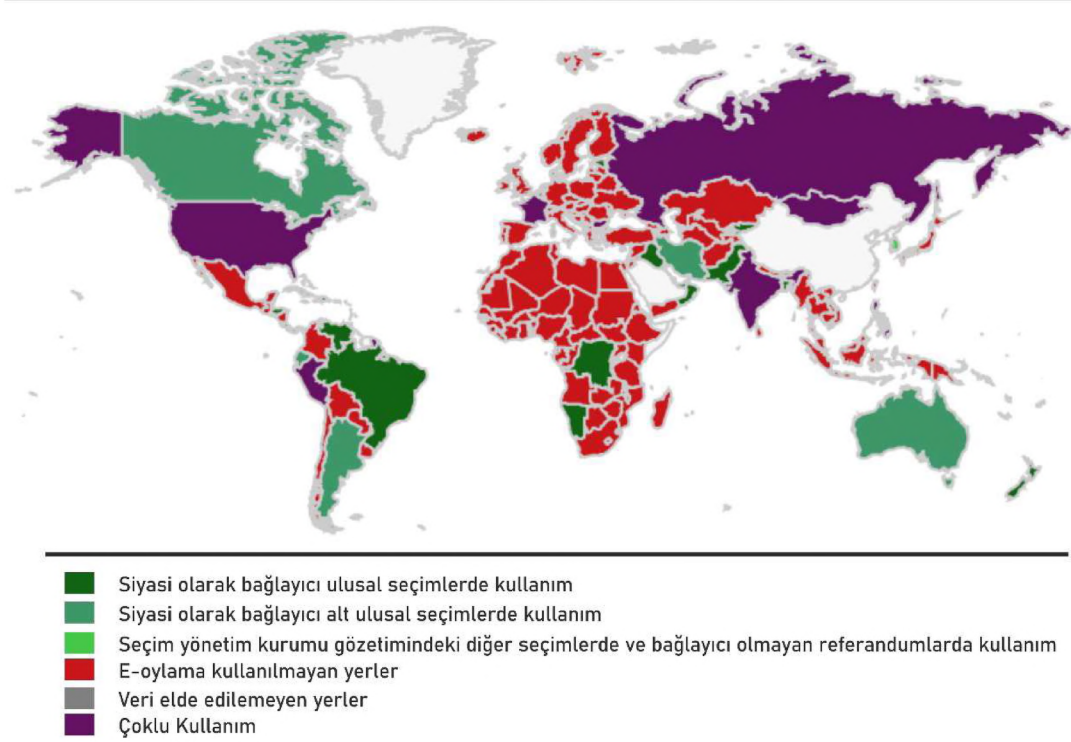 Siyasi olarak bağlayıcı ulusal seçimlerde kullanım
Siyasi olarak bağlayıcı alt ulusal seçimlerde kullanım
Seçim yönetim kurumu gözetimindeki diğer seçimlerde ve bağlayıcı olmayan referandumlarda kullanım
E-oylama kullanılmayan yerler
Veri elde edilemeyen yerler
Çoklu Kullanım